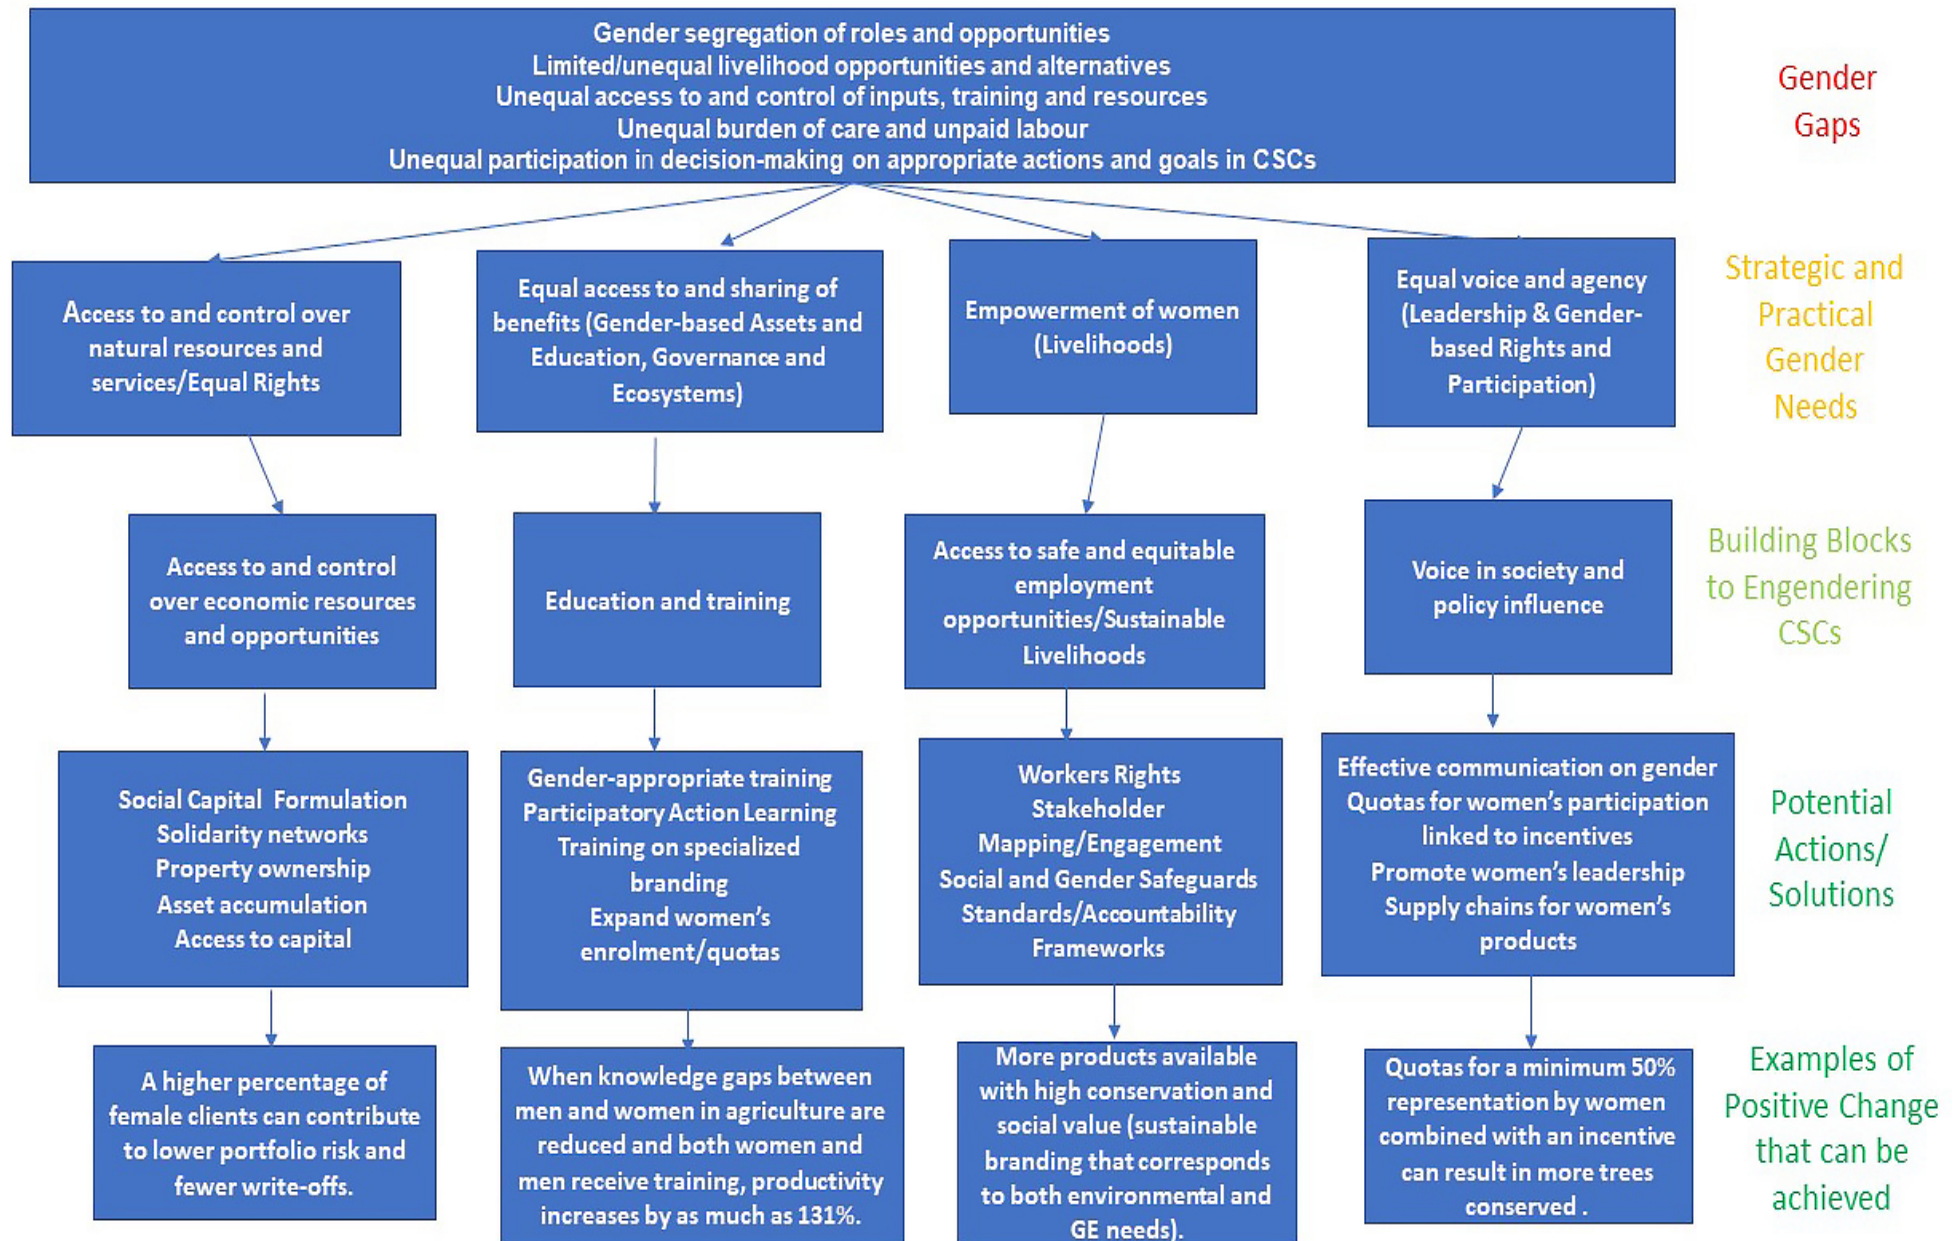 Gender segregation of roles and opportunities
Limited/unequal livelihood opportunities and alternatives
Unequal access to and control of inputs, training and resources
Unequal burden of care and unpaid labour
Unequal participation in decision-making on appropriate actions and goals in CSCs
Gender
Gaps
Access to and control over
natural resources and
services/Equal Rights
Equal access to and sharing of
benefits (Gender-based Assets and
Education, Governance and
Ecosystems)
Empowerment of women
(Livelihoods)
Equal voice and agency
(Leadership & Gender-
based Rights and
Participation)
Strategic and
Practical
Gender
Needs
Access to and control
over economic resources
and opportunities
Education and training
Access to safe and equitable
employment
opportunities/Sustainable
Livelihoods
Voice in society and
policy influence
Building Blocks
to Engendering
CSCs
Social Capital Formulation
Solidarity networks
Property ownership
Asset accumulation
Access to capital
Gender-appropriate training
Participatory Action Learning
Training on specialized
branding
Expand women's
enrolment/quotas
Workers Rights
Stakeholder
Mapping/Engagement
Social and Gender Safeguards
Standards/Accountability
Frameworks
Effective communication on gender
Quotas for women's participation
linked to incentives
Promote women's leadership
Supply chains for women's
products
Potential
Actions/
Solutions
A higher percentage of
female clients can contribute
to lower portfolio risk and
fewer write-offs.
When knowledge gaps between
men and women in agriculture are
reduced and both women and
men receive training, productivity
increases by as much as 131%.
More products available
with high conservation and
social value (sustainable
branding that corresponds
to both environmental and
GE needs).
Quotas for a minimum 50%
representation by women
combined with an incentive
can result in more trees
conserved .
Examples of
Positive Change
that can be
achieved